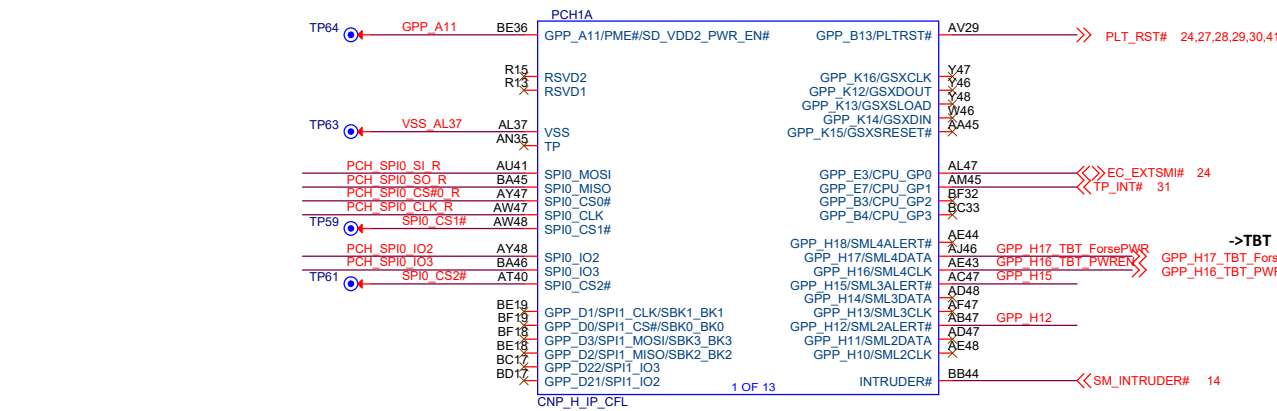 PCH1A
TP64 GPP_A11 BE36 GPP_A11/PME#/SD_VDD2_PWR_EN# GPP_B13/PLTRST# AV29 PLT_RST# 24,27,28,29,30,41
R15 RSVD2 GPP_K16/GSXCLK Y47
R13 RSVD1 GPP_K12/GSXDOUT Y46
GPP_K13/GSXSLOAD Y48
GPP_K14/GSXDIN W46
TP63 VSS_AL37 AL37 VSS GPP_K15/GSXSRESET# AA45
AN35 TP
PCH_SPI0_SI_R AU41 SPI0_MOSI GPP_E3/CPU_GP0 AL47 EC_EXTSMI# 24
PCH_SPI0_SO_R BA45 SPI0_MISO GPP_E7/CPU_GP1 AM45 TP_INT# 31
PCH_SPI0_CS#0_R AY47 SPI0_CS0# GPP_B3/CPU_GP2 BF32
PCH_SPI0_CLK_R AW47 SPI0_CLK GPP_B4/CPU_GP3 BC33
TP59 SPI0_CS1# AW48 SPI0_CS1#
GPP_H18/SML4ALERT# AE44 ->TBT
PCH_SPI0_IO2 AY48 SPI0_IO2 GPP_H17/SML4DATA AJ46 GPP_H17_TBT_ForsePWR GPP_H17_TBT_Fors
PCH_SPI0_IO3 BA46 SPI0_IO3 GPP_H16/SML4CLK AE43 GPP_H16_TBT_PWREN GPP_H16_TBT_PWR
TP61 SPI0_CS2# AT40 SPI0_CS2# GPP_H15/SML3ALERT# AC47 GPP_H15
GPP_H14/SML3DATA AD48
BE19 GPP_D1/SPI1_CLK/SBK1_BK1 GPP_H13/SML3CLK AF47
BF19 GPP_D0/SPI1_CS#/SBK0_BK0 GPP_H12/SML2ALERT# AB47 GPP_H12
BF18 GPP_D3/SPI1_MOSI/SBK3_BK3 GPP_H11/SML2DATA AD47
BE18 GPP_D2/SPI1_MISO/SBK2_BK2 GPP_H10/SML2CLK AE48
BC17 GPP_D22/SPI1_IO3
BD17 GPP_D21/SPI1_IO2 1 OF 13 INTRUDER# BB44 SM_INTRUDER# 14
CNP_H_IP_CFL